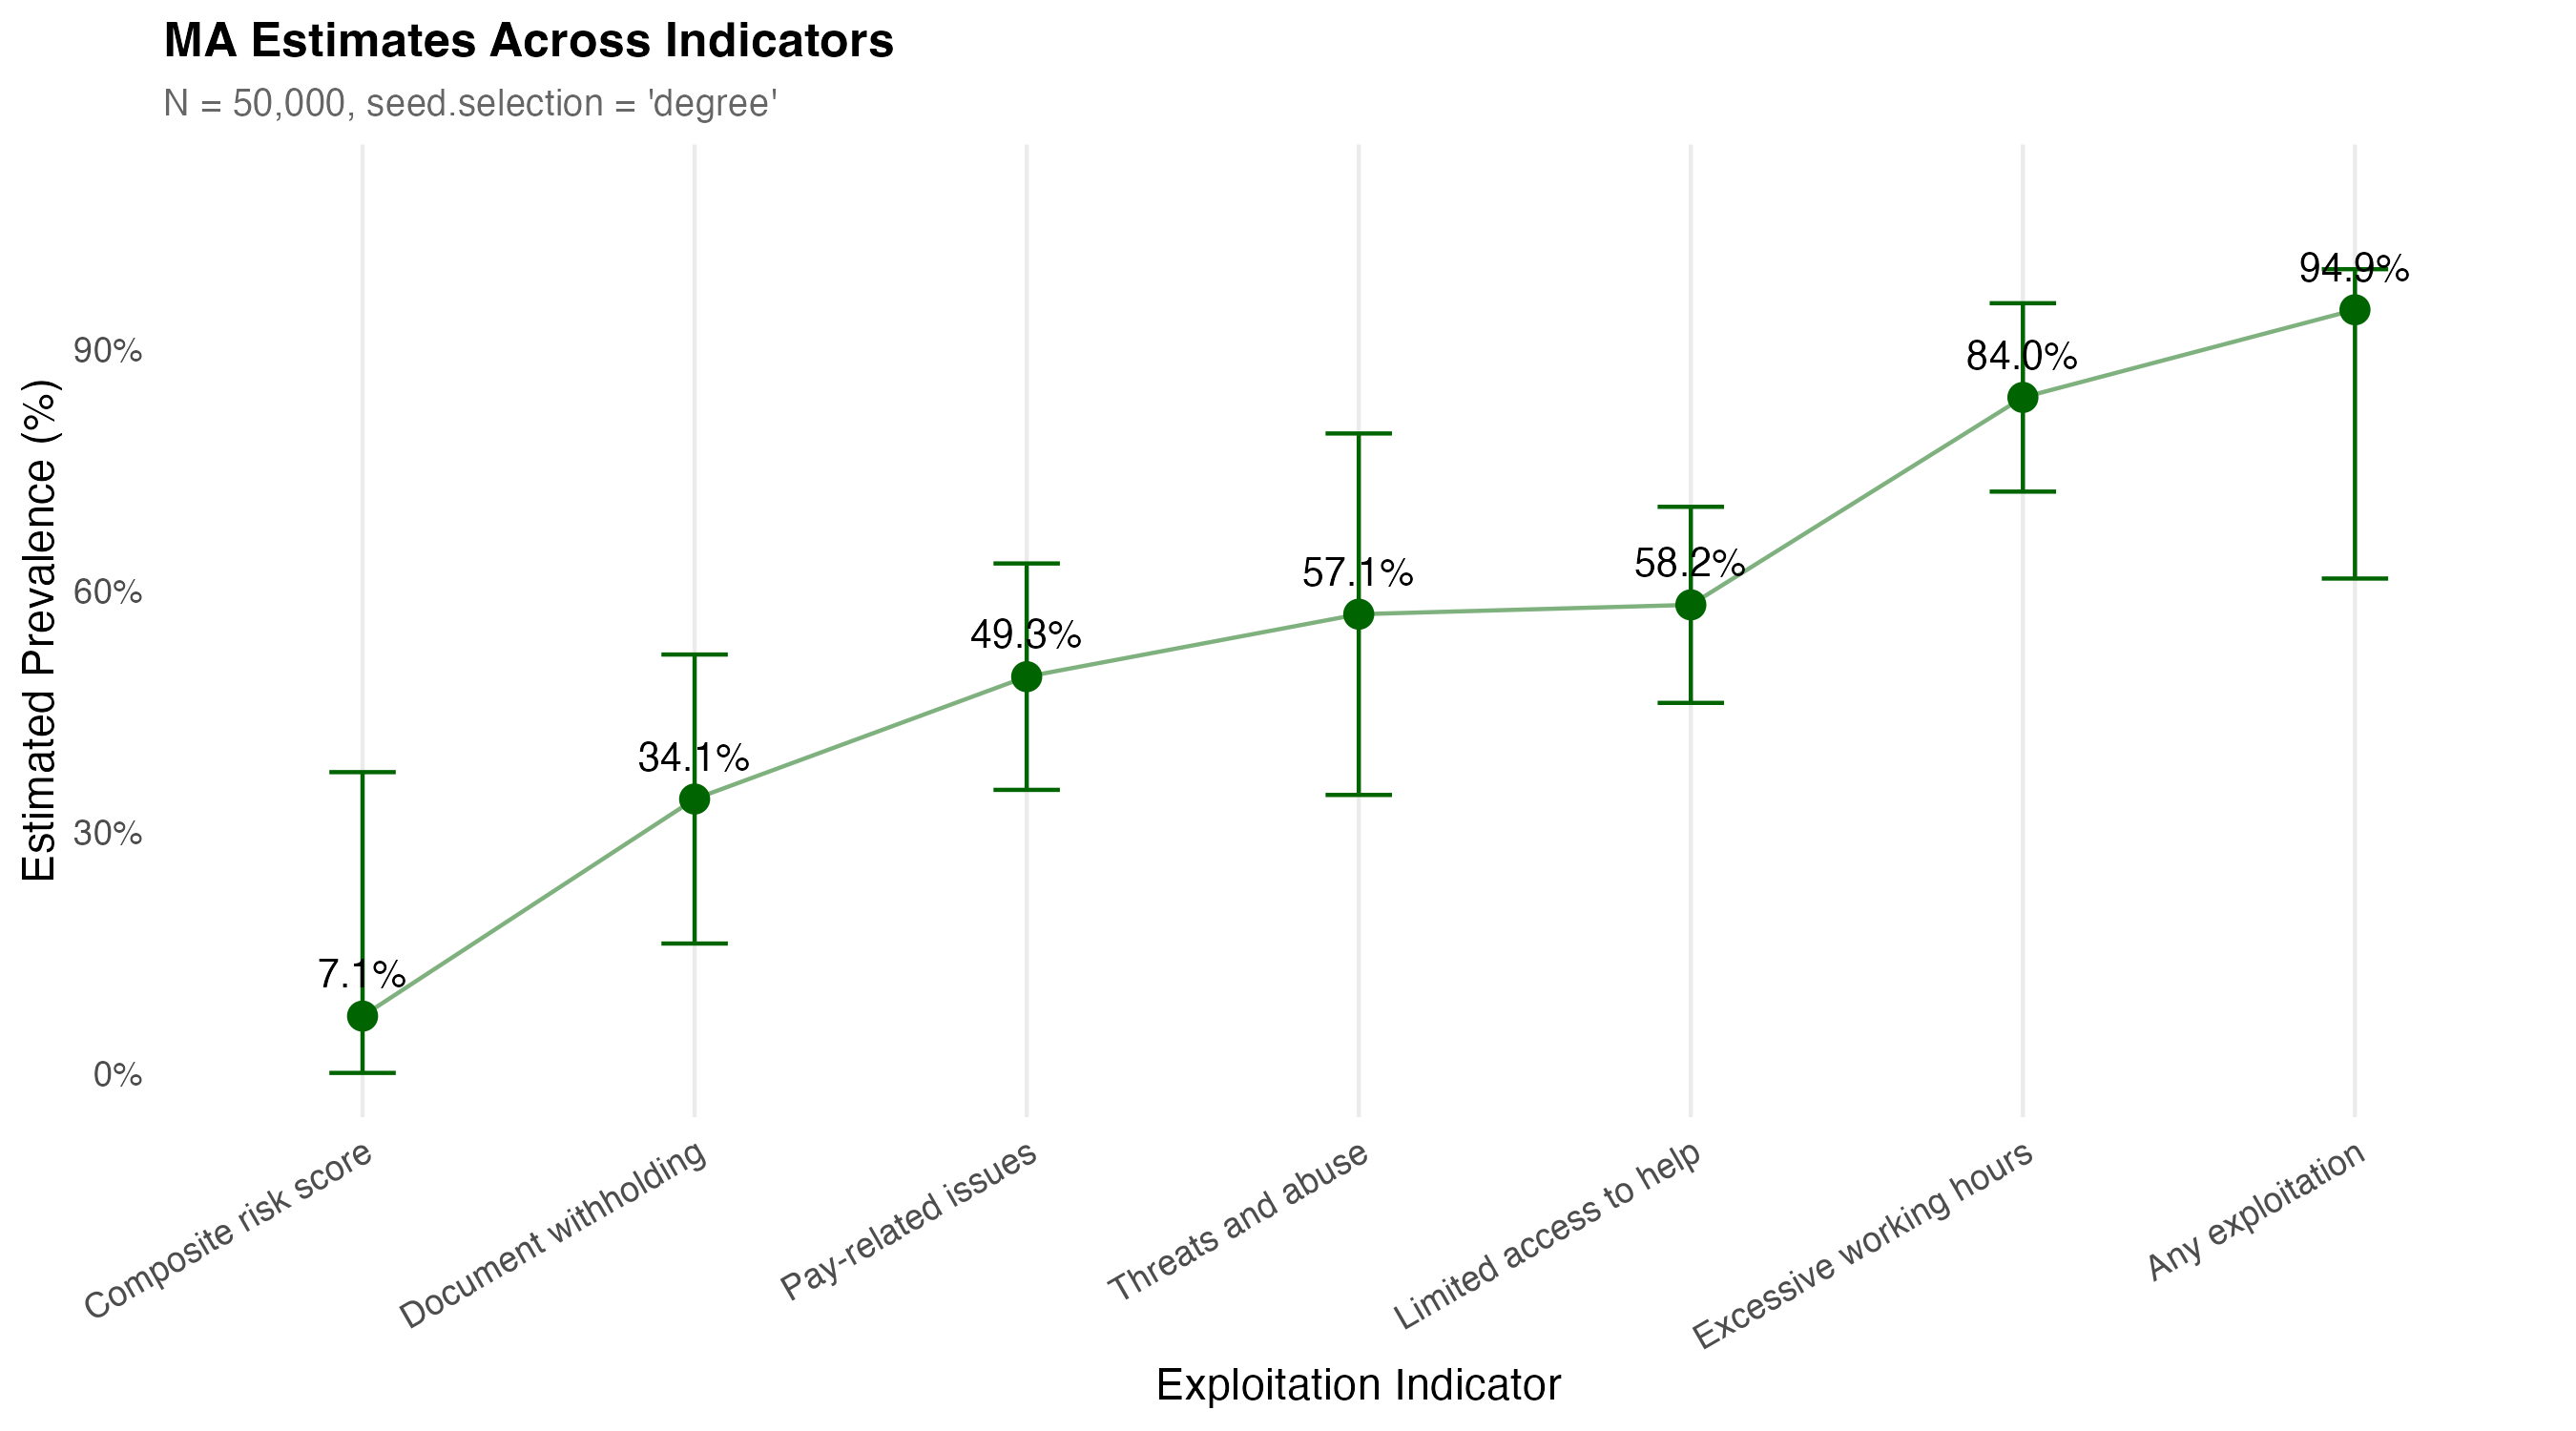 MA Estimates Across Indicators
N = 50,000, seed.selection = 'degree'
Estimated Prevalence (%)
90%
60%
30%
0%
7.1%
34.1%
49.3%
57.1%
58.2%
84.0%
94.9%
Composite risk score
Document withholding
Pay-related issues
Threats and abuse
Limited access to help
Excessive working hours
Any exploitation
Exploitation Indicator